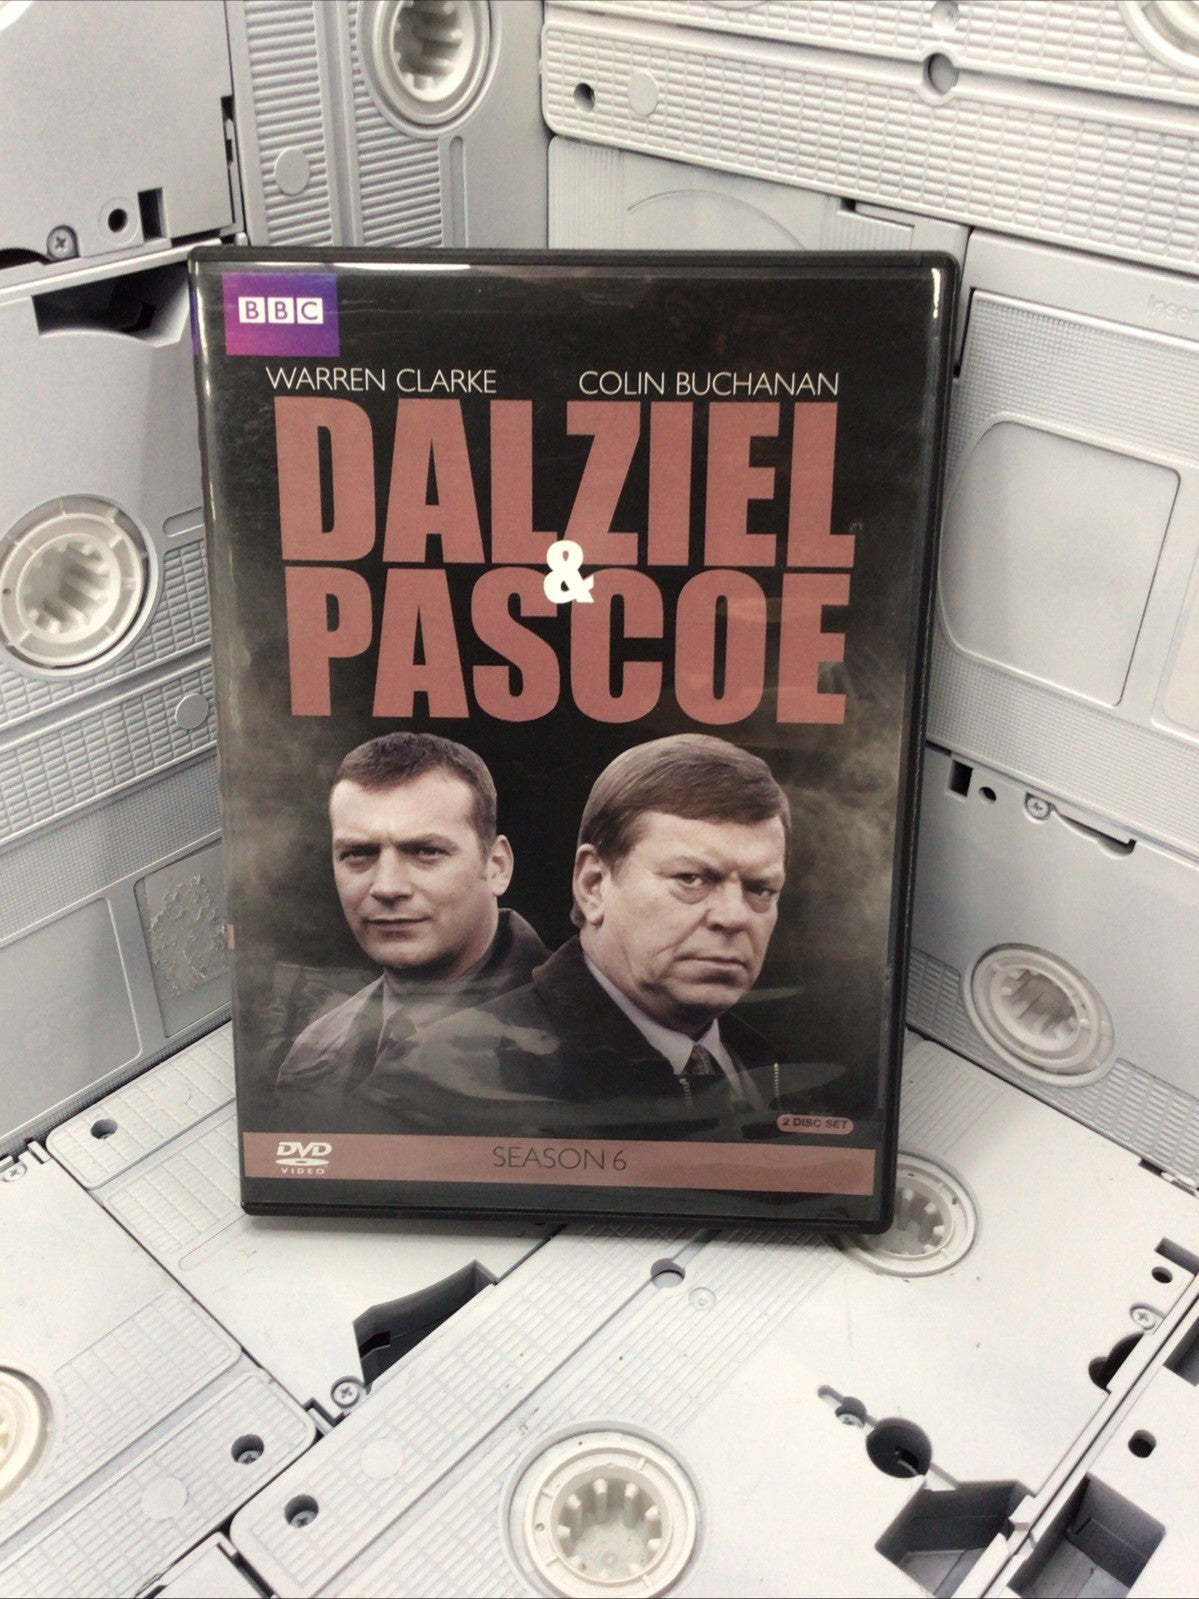 BBC
WARREN CLARKE COLIN BUCHANAN
DALZIEL
&
PASCOE
2 DISC SET
DVD
VIDEO
SEASON 6